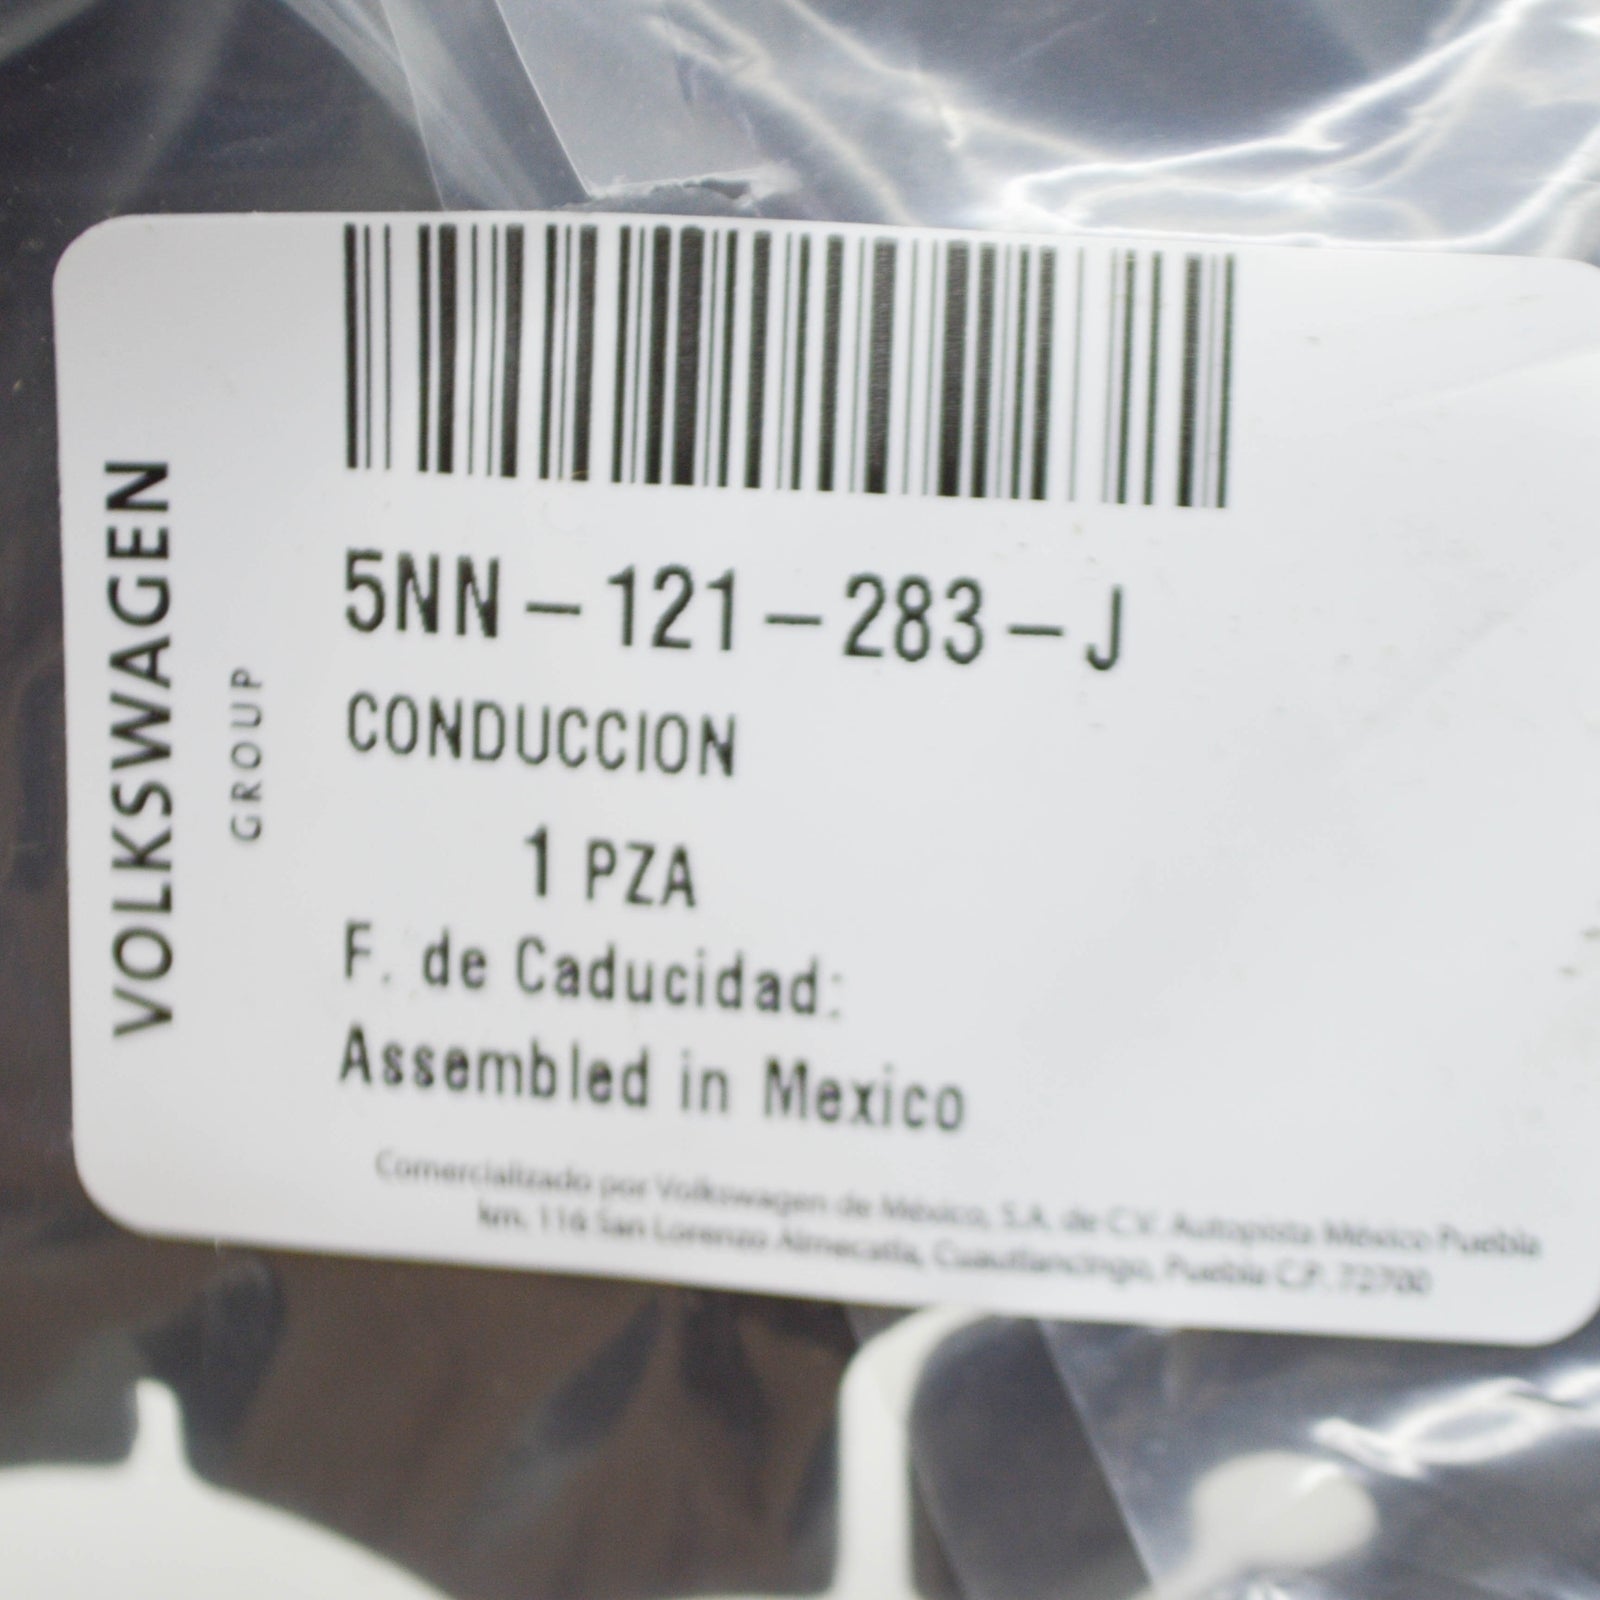 VOLKSWAGEN
GROUP
5NN-121-283-J
CONDUCCION
1 PZA
F. de Caducidad:
Assembled in Mexico
Comercializado por Volkswagen de México, S.A. de C.V. Autopista México Puebla
km. 116 San Lorenzo Almecatla, Cuautlancingo, Puebla C.P. 72700